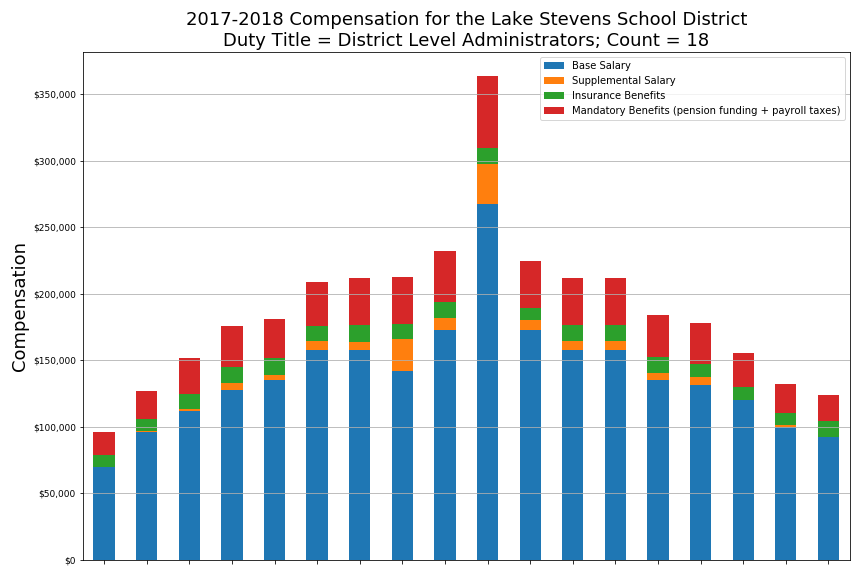 2017-2018 Compensation for the Lake Stevens School District
Duty Title = District Level Administrators; Count = 18
Base Salary
Supplemental Salary
Insurance Benefits
Mandatory Benefits (pension funding + payroll taxes)
Compensation
$350,000
$300,000
$250,000
$200,000
$150,000
$100,000
$50,000
$0